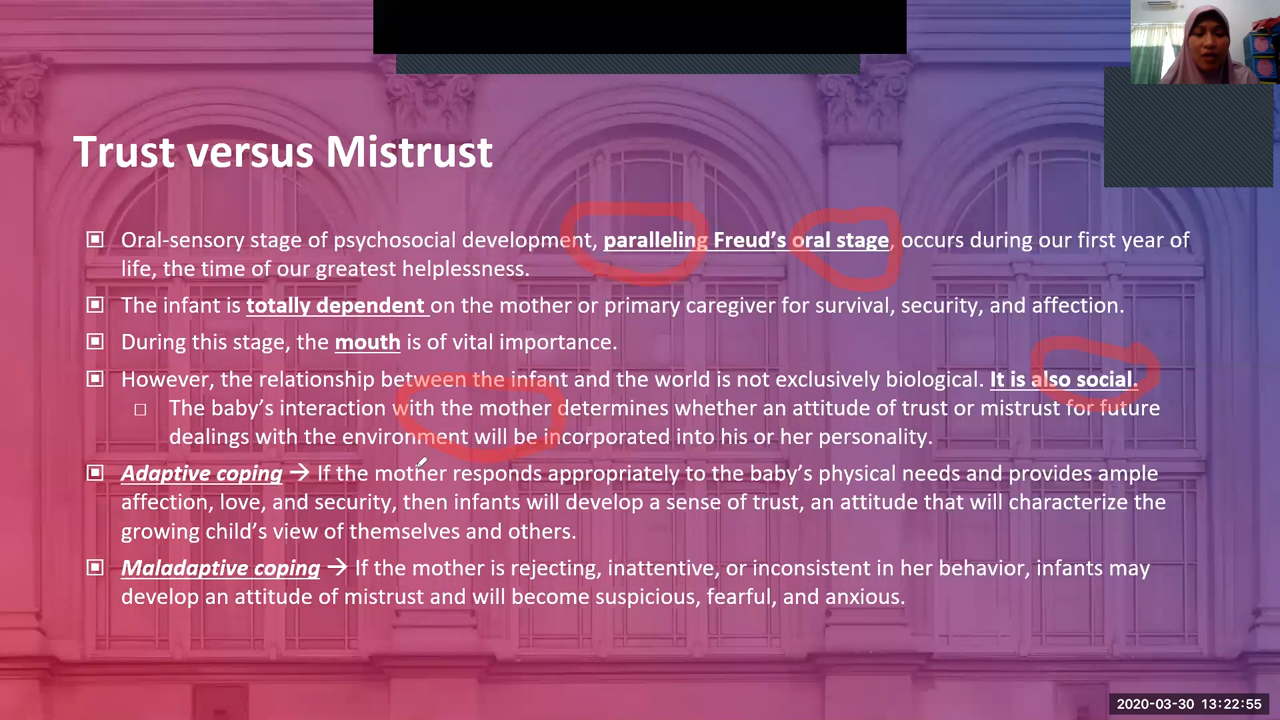 Trust versus Mistrust
Oral-sensory stage of psychosocial development, paralleling Freud's oral stage, occurs during our first year of
life, the time of our greatest helplessness.
The infant is totally dependent on the mother or primary caregiver for survival, security, and affection.
During this stage, the mouth is of vital importance.
However, the relationship between the infant and the world is not exclusively biological. It is also social.
The baby's interaction with the mother determines whether an attitude of trust or mistrust for future
dealings with the environment will be incorporated into his or her personality.
Adaptive coping → If the mother responds appropriately to the baby's physical needs and provides ample
affection, love, and security, then infants will develop a sense of trust, an attitude that will characterize the
growing child's view of themselves and others.
Maladaptive coping → If the mother is rejecting, inattentive, or inconsistent in her behavior, infants may
develop an attitude of mistrust and will become suspicious, fearful, and anxious.
2020-03-30 13:22:55